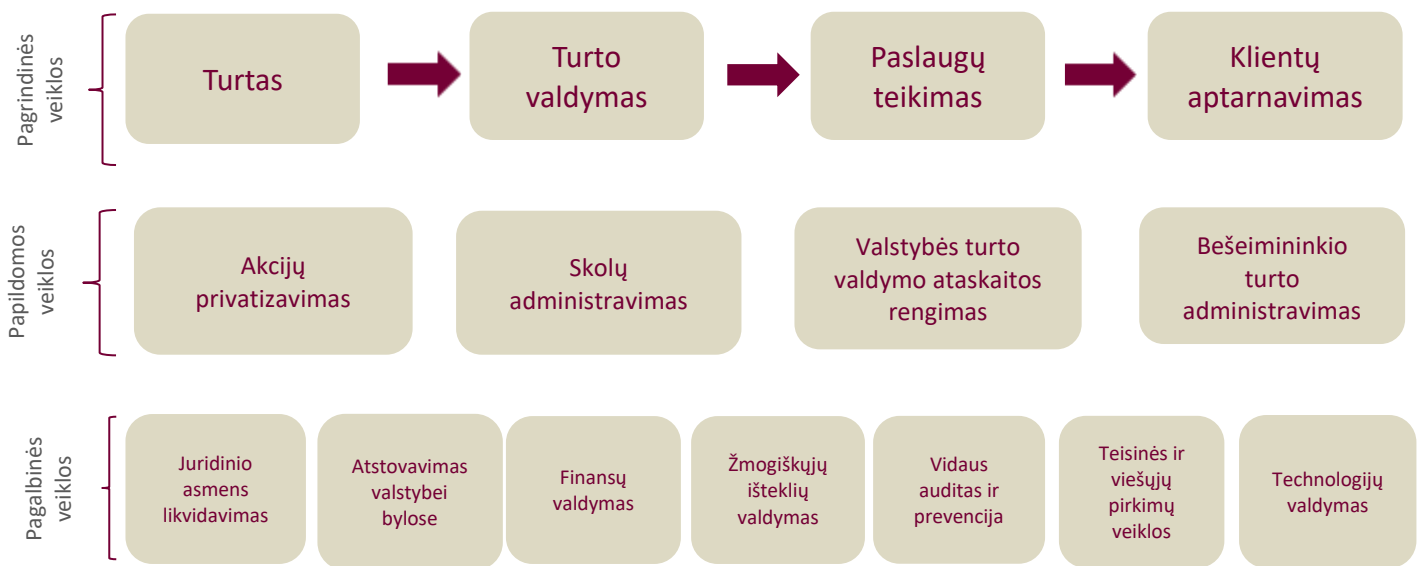 Pagrindinės
veiklos
Turtas
Turto
valdymas
Paslaugų
teikimas
Klientų
aptarnavimas
Papildomos
veiklos
Akcijų
privatizavimas
Skolų
administravimas
Valstybės turto
valdymo ataskaitos
rengimas
Bešeimininkio
turto
administravimas
Pagalbinės
veiklos
Juridinio
asmens
likvidavimas
Atstovavimas
valstybei
bylose
Finansų
valdymas
Žmogiškųjų
išteklių
valdymas
Vidaus
auditas ir
prevencija
Teisinės ir
viešųjų
pirkimų
veiklos
Technologijų
valdymas